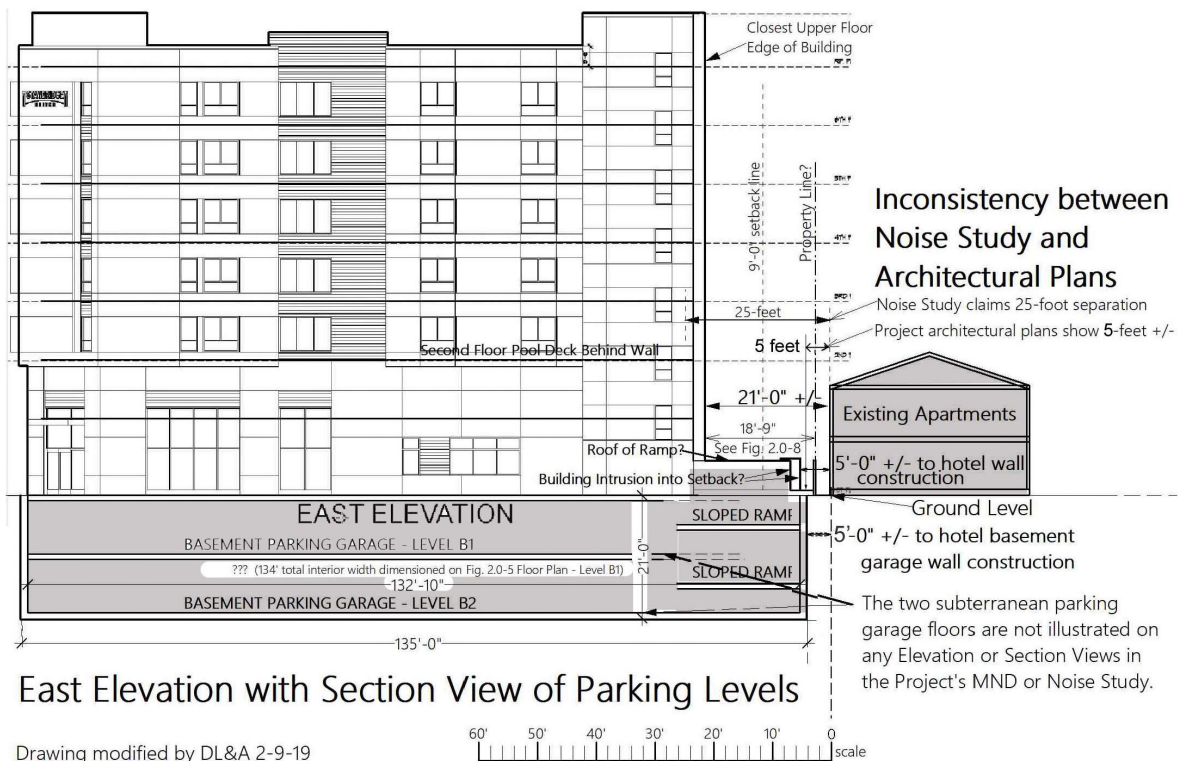 Closest Upper Floor
Edge of Building
6TH F
5TH F
4TH F
3RD F
2ND F
9'-0" setback line
Property Line?
Inconsistency between
Noise Study and
Architectural Plans
Noise Study claims 25-foot separation
Project architectural plans show 5-feet +/-
25-feet
5 feet
Second Floor Pool Deck Behind Wall
21'-0" +/-
18'-9"
See Fig. 2.0-8
Existing Apartments
Roof of Ramp?
Building Intrusion into Setback?
5'-0" +/- to hotel wall
construction
Ground Level
5'-0" +/- to hotel basement
garage wall construction
EAST ELEVATION
SLOPED RAMP
BASEMENT PARKING GARAGE - LEVEL B1
21'-0"
??? (134' total interior width dimensioned on Fig. 2.0-5 Floor Plan - Level B1)
SLOPED RAMP
132'-10"
BASEMENT PARKING GARAGE - LEVEL B2
The two subterranean parking
garage floors are not illustrated on
any Elevation or Section Views in
the Project's MND or Noise Study.
135'-0"
East Elevation with Section View of Parking Levels
Drawing modified by DL&A 2-9-19
60' 50' 40' 30' 20' 10' 0
scale